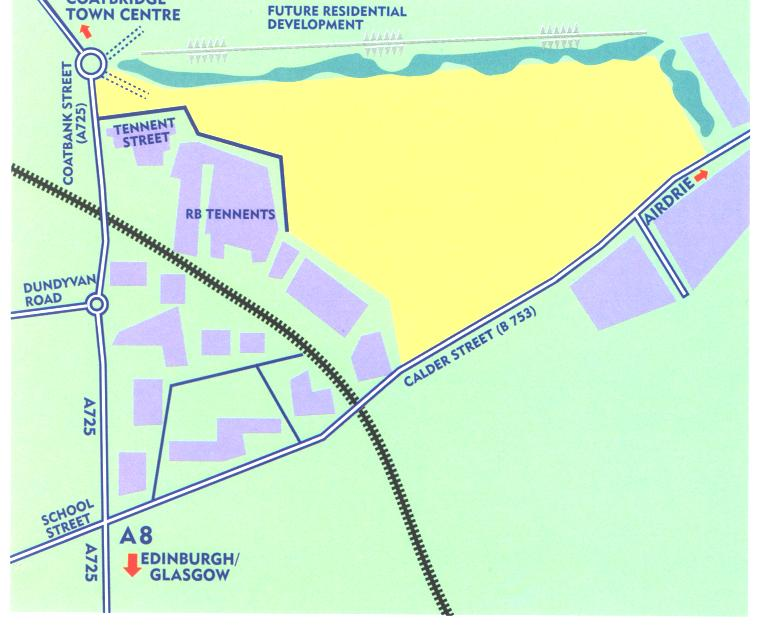 COATBRIDGE
TOWN CENTRE
FUTURE RESIDENTIAL
DEVELOPMENT
COATBANK STREET
(A725)
TENNENT
STREET
RB TENNENTS
AIRDRIE
DUNDYVAN
ROAD
CALDER STREET (B 753)
A725
SCHOOL
STREET
A8
EDINBURGH/
GLASGOW
A725